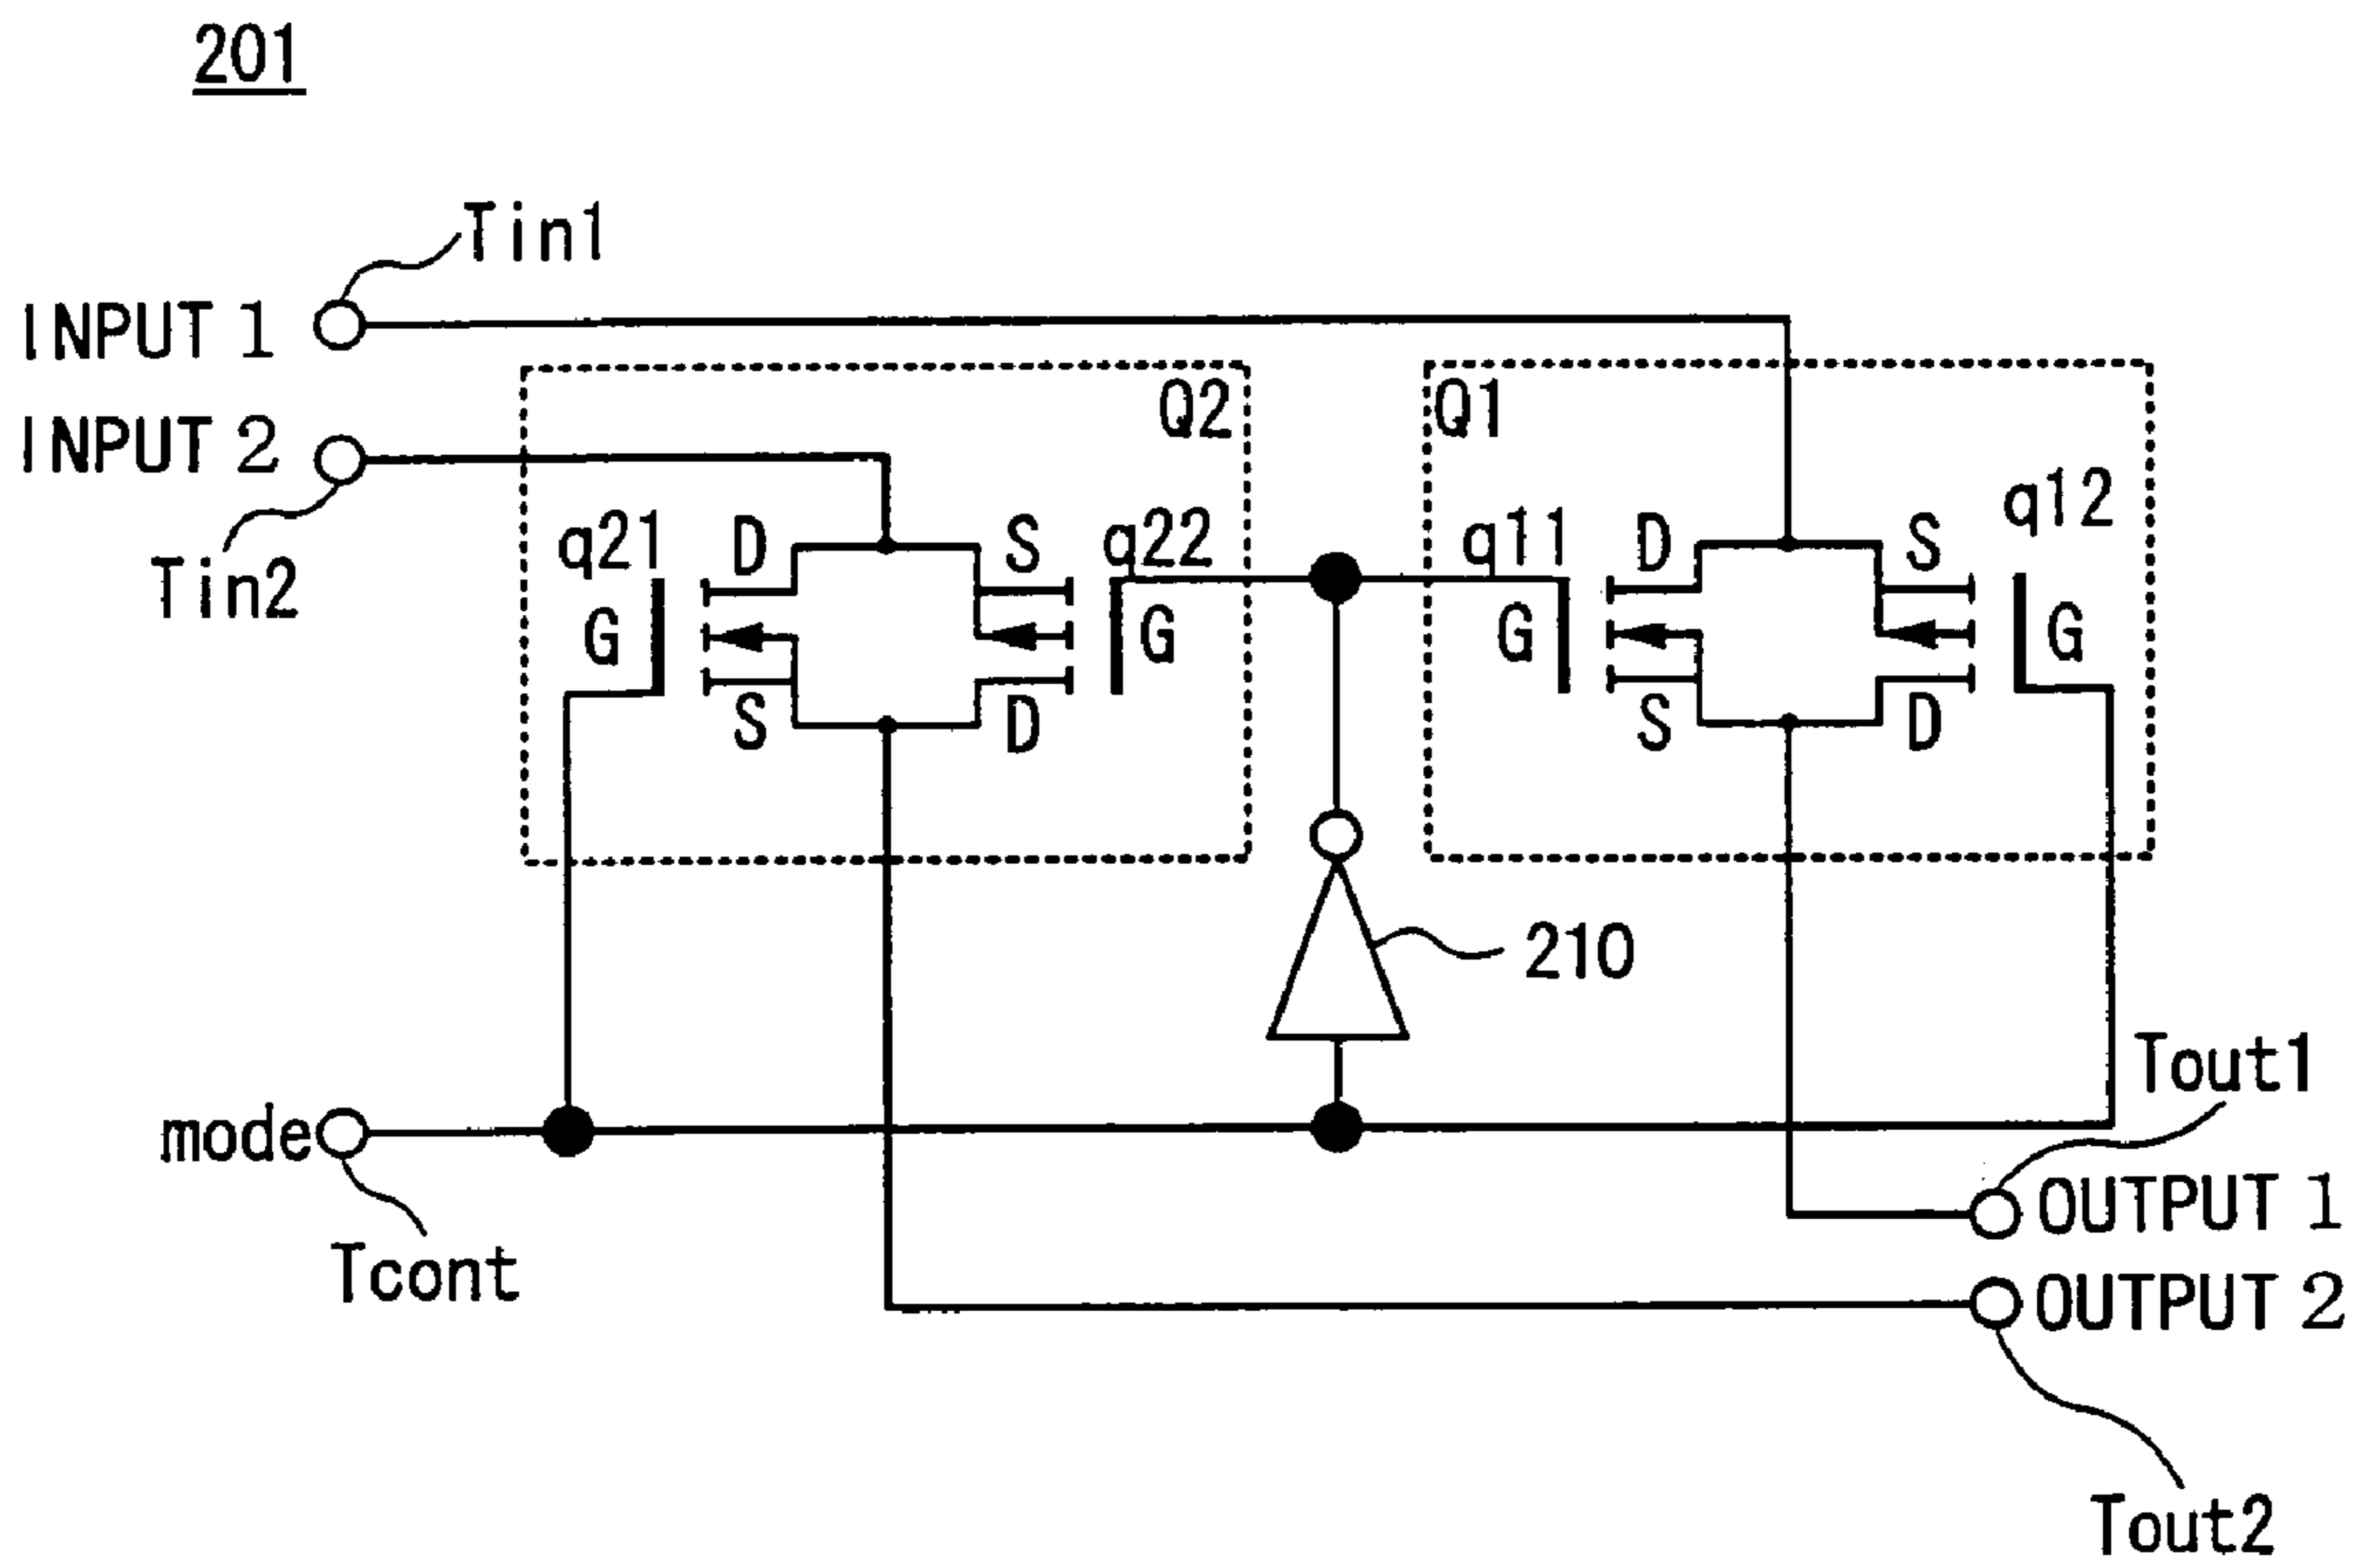 201
Tin1
INPUT 1
Q2
Q1
INPUT 2
q21
D
S
q22
q11
D
S
q12
Tin2
G
G
G
G
S
D
S
D
210
Tout1
mode
OUTPUT 1
Tcont
OUTPUT 2
Tout2